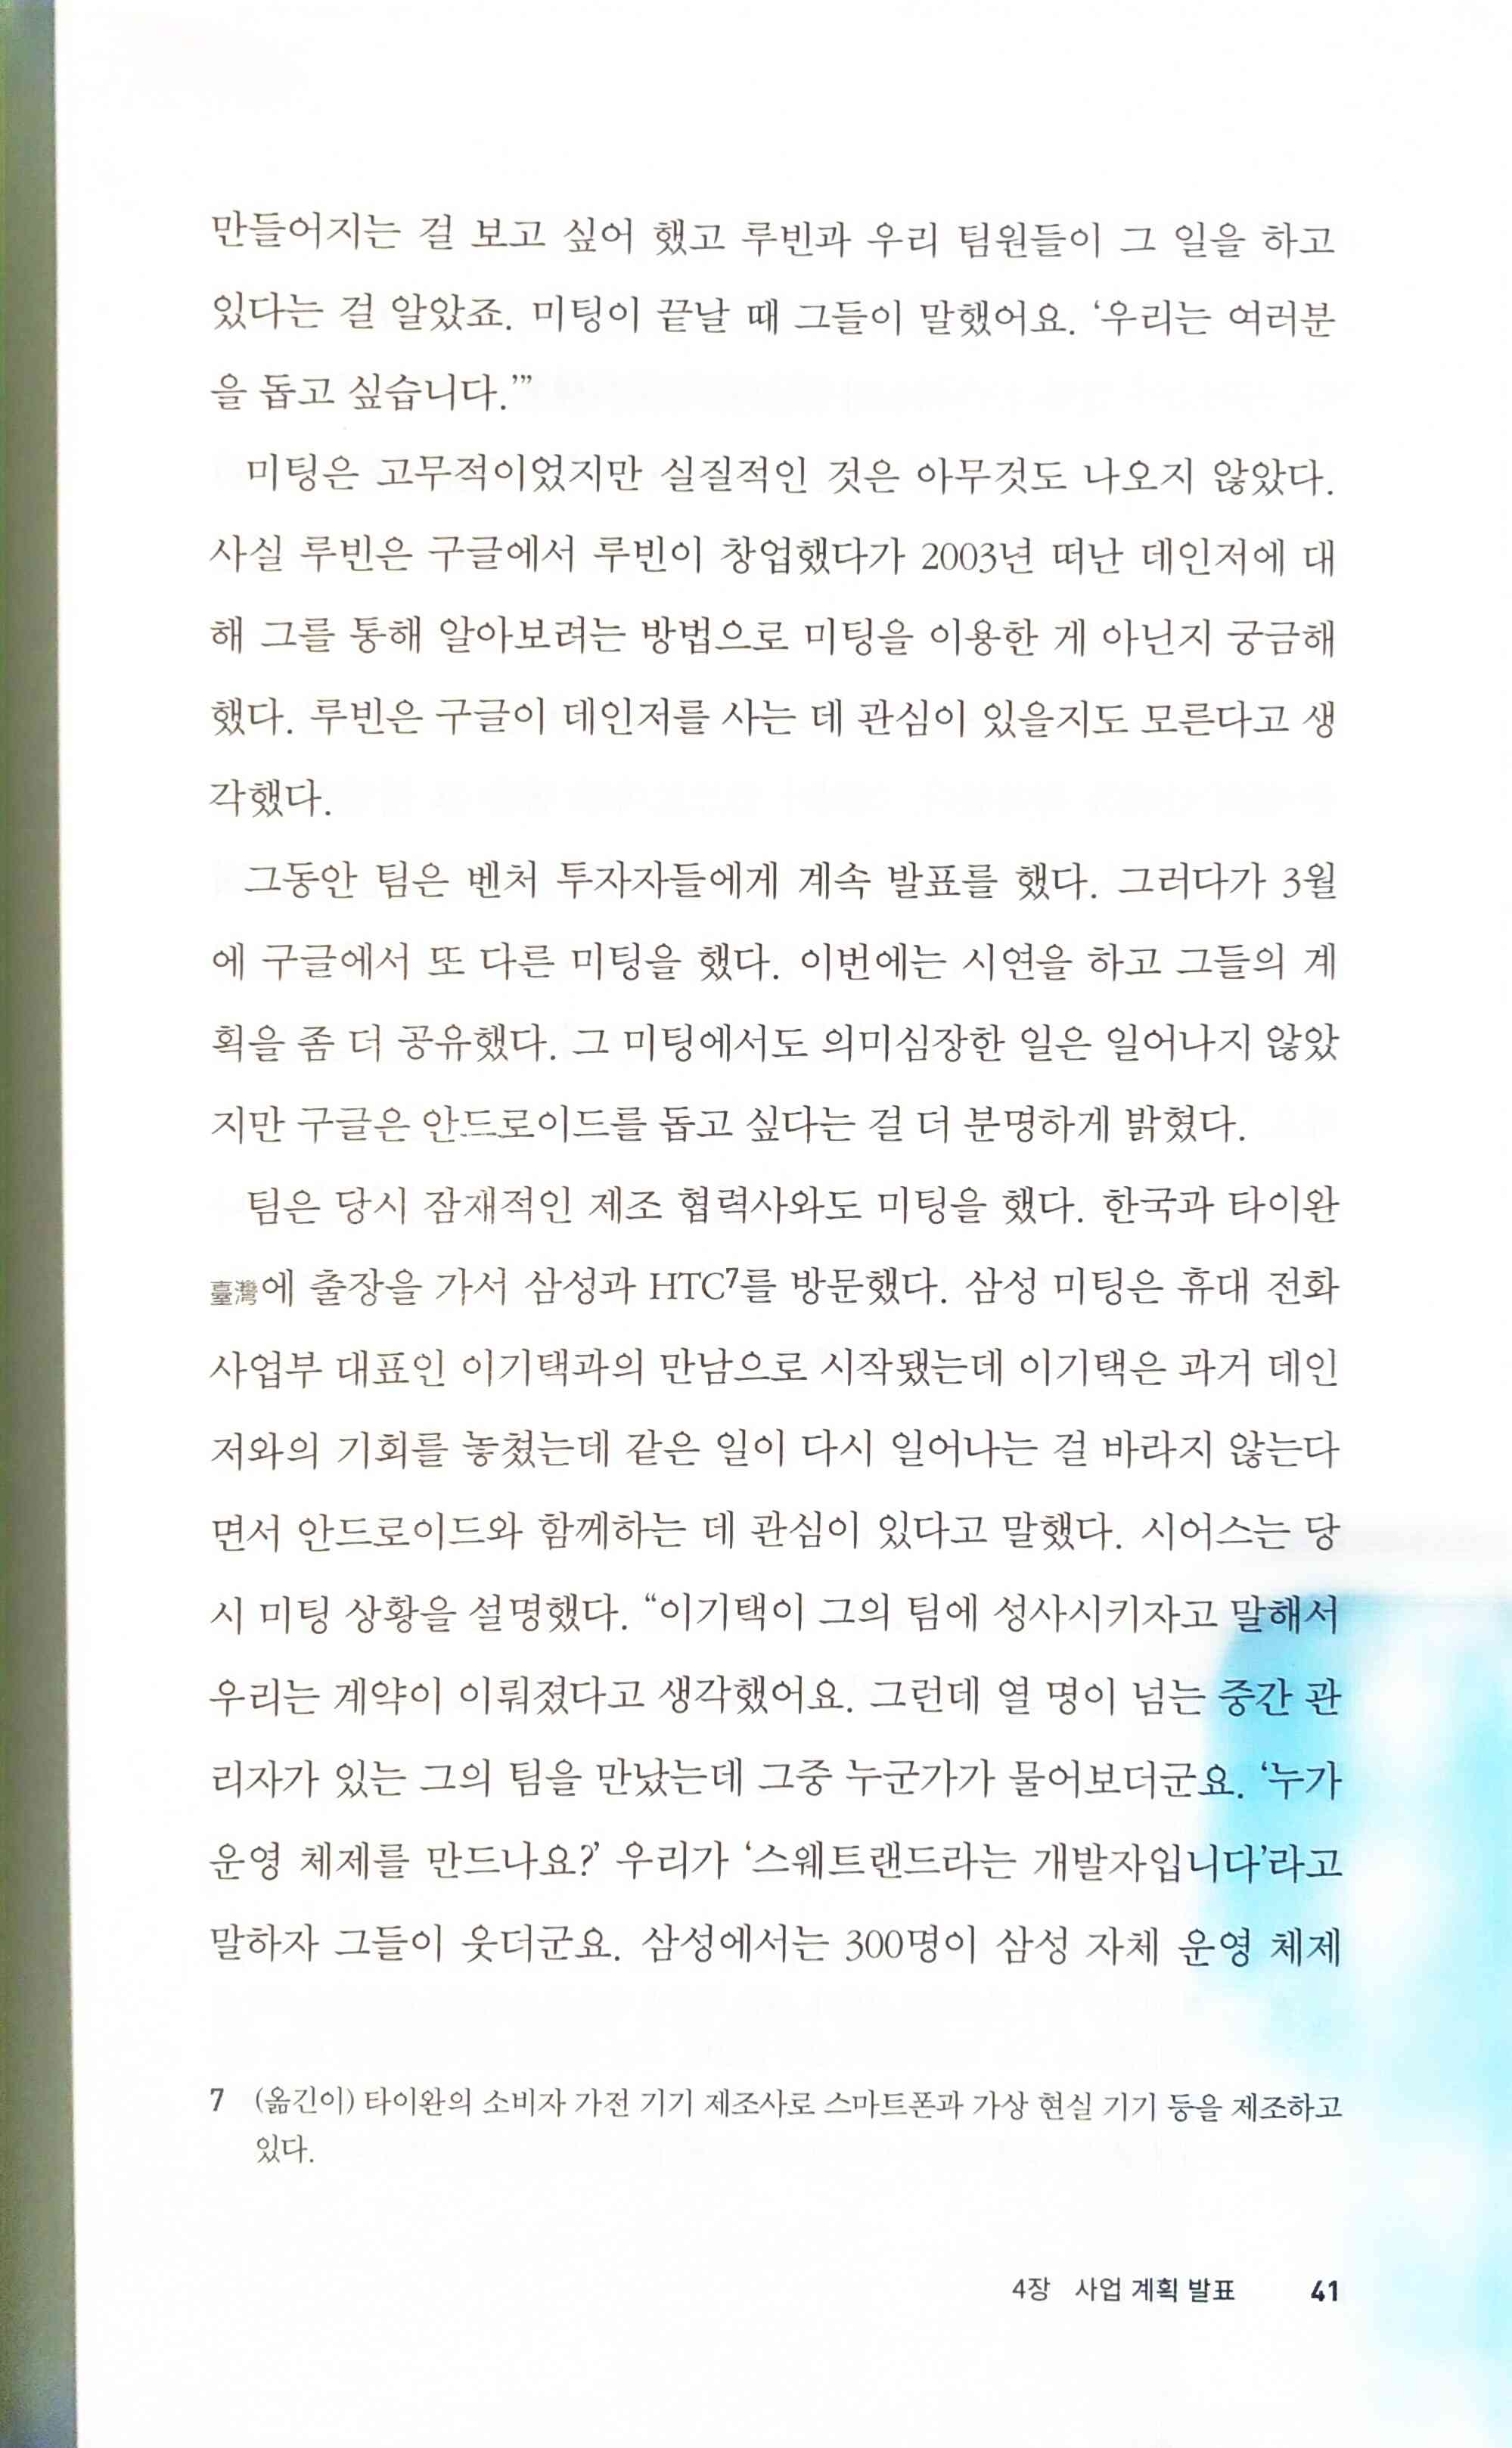 만들어지는 걸 보고 싶어 했고 루빈과 우리 팀원들이 그 일을 하고
있다는 걸 알았죠. 미팅이 끝날 때 그들이 말했어요. ‘우리는 여러분
을 돕고 싶습니다.’”
미팅은 고무적이었지만 실질적인 것은 아무것도 나오지 않았다.
사실 루빈은 구글에서 루빈이 창업했다가 2003년 떠난 데인저에 대
해 그를 통해 알아보려는 방법으로 미팅을 이용한 게 아닌지 궁금해
했다. 루빈은 구글이 데인저를 사는 데 관심이 있을지도 모른다고 생
각했다.
그동안 팀은 벤처 투자자들에게 계속 발표를 했다. 그러다가 3월
에 구글에서 또 다른 미팅을 했다. 이번에는 시연을 하고 그들의 계
획을 좀 더 공유했다. 그 미팅에서도 의미심장한 일은 일어나지 않았
지만 구글은 안드로이드를 돕고 싶다는 걸 더 분명하게 밝혔다.
팀은 당시 잠재적인 제조 협력사와도 미팅을 했다. 한국과 타이완
臺灣에 출장을 가서 삼성과 HTC7를 방문했다. 삼성 미팅은 휴대 전화
사업부 대표인 이기택과의 만남으로 시작됐는데 이기택은 과거 데인
저와의 기회를 놓쳤는데 같은 일이 다시 일어나는 걸 바라지 않는다
면서 안드로이드와 함께하는 데 관심이 있다고 말했다. 시어스는 당
시 미팅 상황을 설명했다. “이기택이 그의 팀에 성사시키자고 말해서
우리는 계약이 이뤄졌다고 생각했어요. 그런데 열 명이 넘는 중간 관
리자가 있는 그의 팀을 만났는데 그중 누군가가 물어보더군요. ‘누가
운영 체제를 만드나요?’ 우리가 ‘스웨트랜드라는 개발자입니다’라고
말하자 그들이 웃더군요. 삼성에서는 300명이 삼성 자체 운영 체제
7 (옮긴이) 타이완의 소비자 가전 기기 제조사로 스마트폰과 가상 현실 기기 등을 제조하고
있다.
4장 사업 계획 발표 41